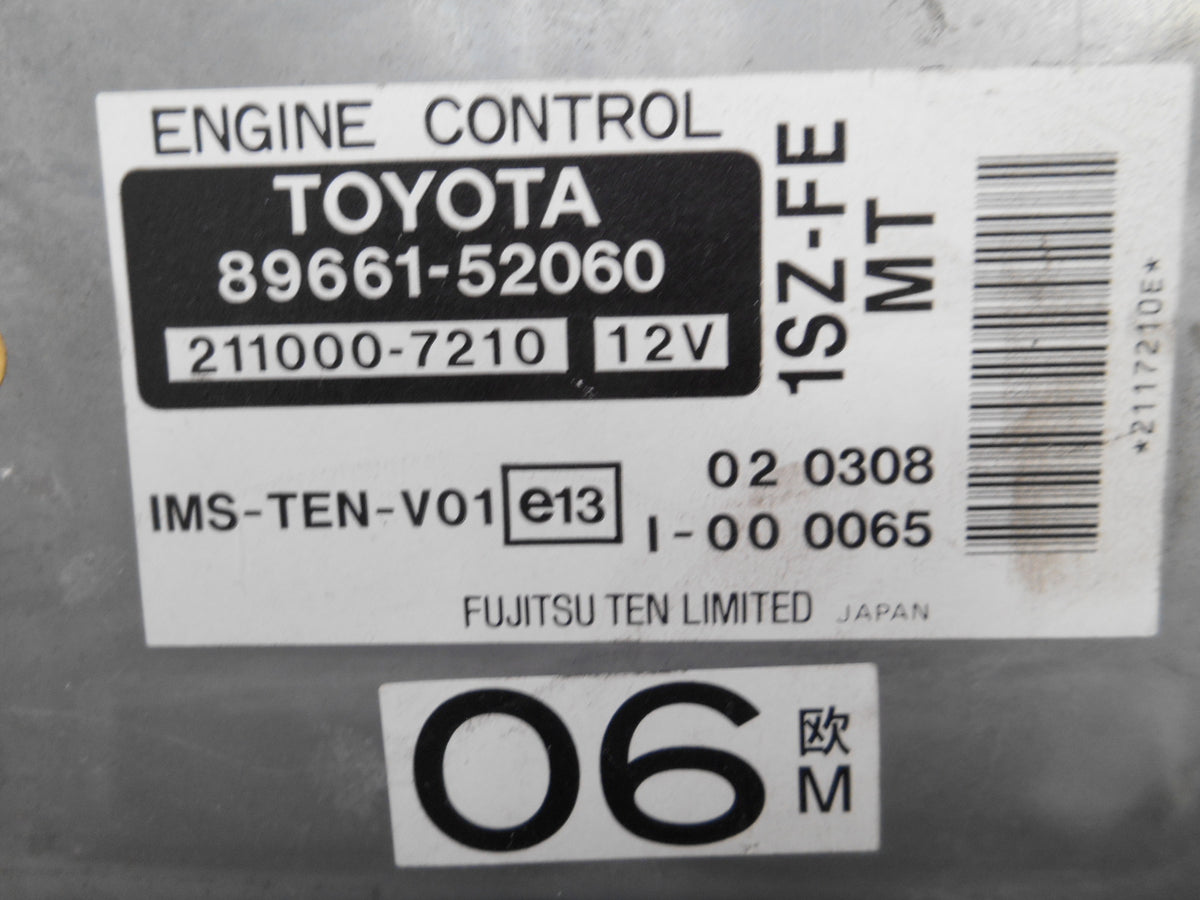 ENGINE CONTROL
TOYOTA
89661-52060
211000-7210 12V
1SZ-FE
MT
IMS-TEN-V01 e13
02 0308
I-00 0065
FUJITSU TEN LIMITED JAPAN
*2117210E*
06 欧
M